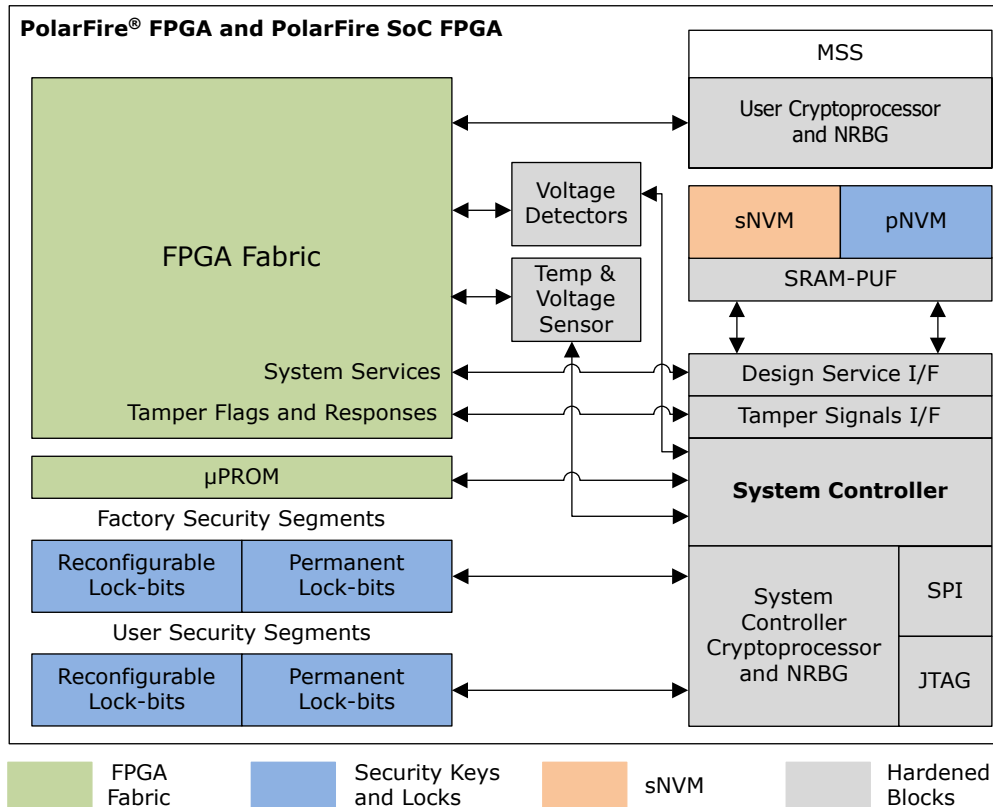 PolarFire® FPGA and PolarFire SoC FPGA
MSS
User Cryptoprocessor
and NRBG
FPGA Fabric
Voltage
Detectors
Temp &
Voltage
Sensor
sNVM
pNVM
SRAM-PUF
System Services
Design Service I/F
Tamper Flags and Responses
Tamper Signals I/F
µPROM
System Controller
Factory Security Segments
Reconfigurable
Lock-bits
Permanent
Lock-bits
User Security Segments
Reconfigurable
Lock-bits
Permanent
Lock-bits
System
Controller
Cryptoprocessor
and NRBG
SPI
JTAG
FPGA
Fabric
Security Keys
and Locks
sNVM
Hardened
Blocks